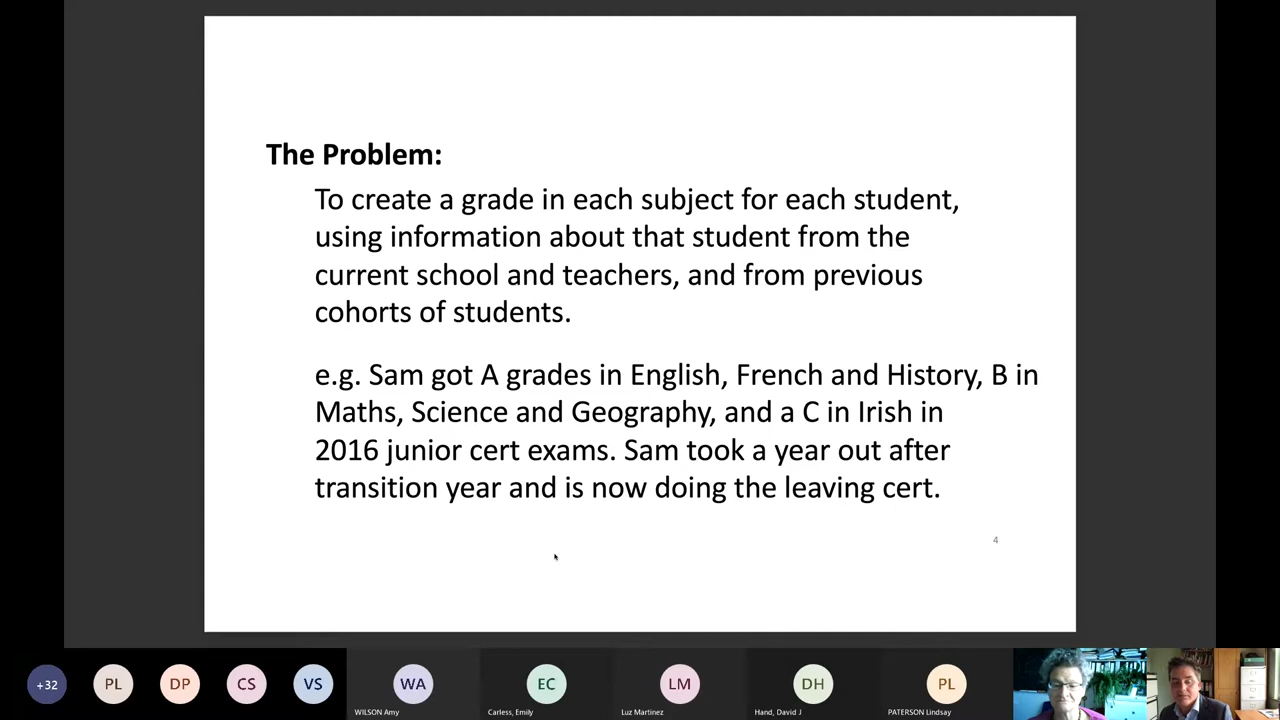 The Problem:
To create a grade in each subject for each student,
using information about that student from the
current school and teachers, and from previous
cohorts of students.
e.g. Sam got A grades in English, French and History, B in
Maths, Science and Geography, and a C in Irish in
2016 junior cert exams. Sam took a year out after
transition year and is now doing the leaving cert.
4
+32 PL DP CS VS WA EC LM DH PL
WILSON Amy Carless, Emily Luz Martinez Hand, David J PATERSON Lindsay